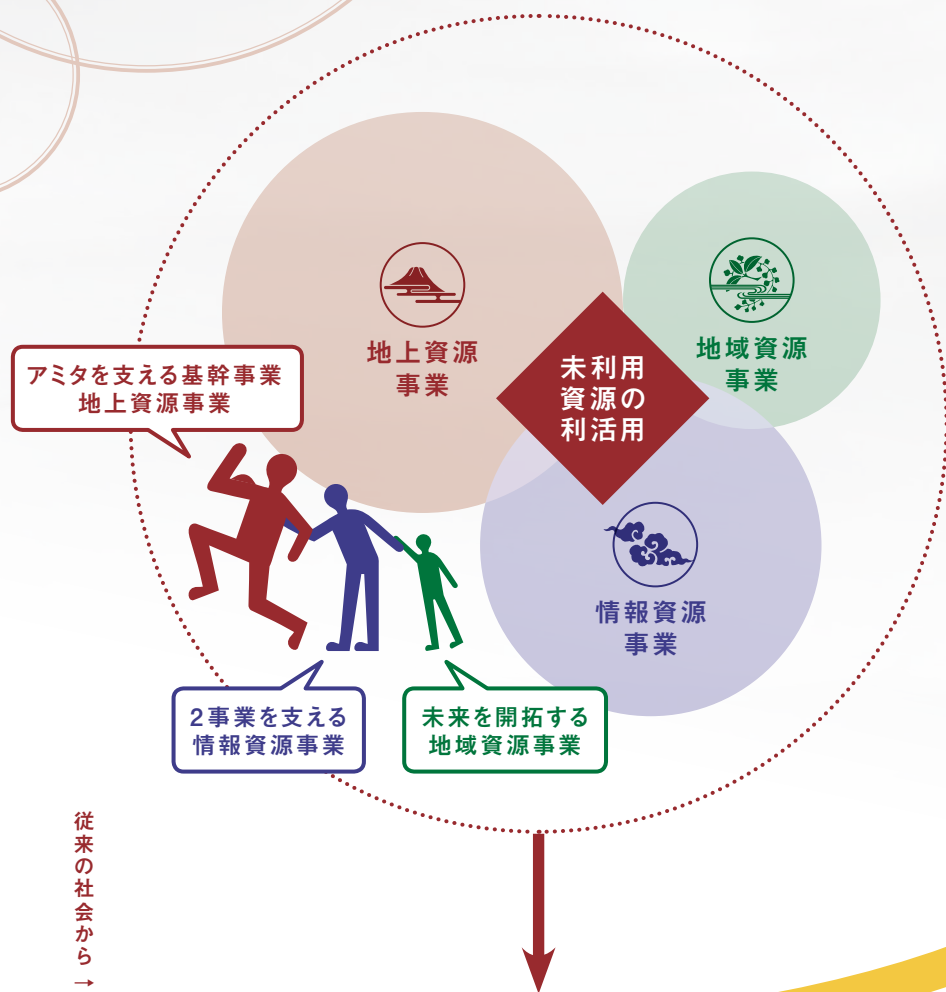 地上資源
事業
地域資源
事業
未利用
資源の
利活用
アミタを支える基幹事業
地上資源事業
情報資源
事業
2事業を支える
情報資源事業
未来を開拓する
地域資源事業
従来の社会から→